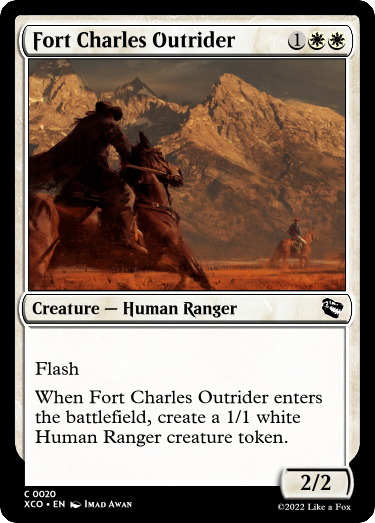 Fort Charles Outrider 1
Creature — Human Ranger
Flash
When Fort Charles Outrider enters
the battlefield, create a 1/1 white
Human Ranger creature token.
2/2
C 0020
XCO • EN Imad Awan
©2022 Like a Fox